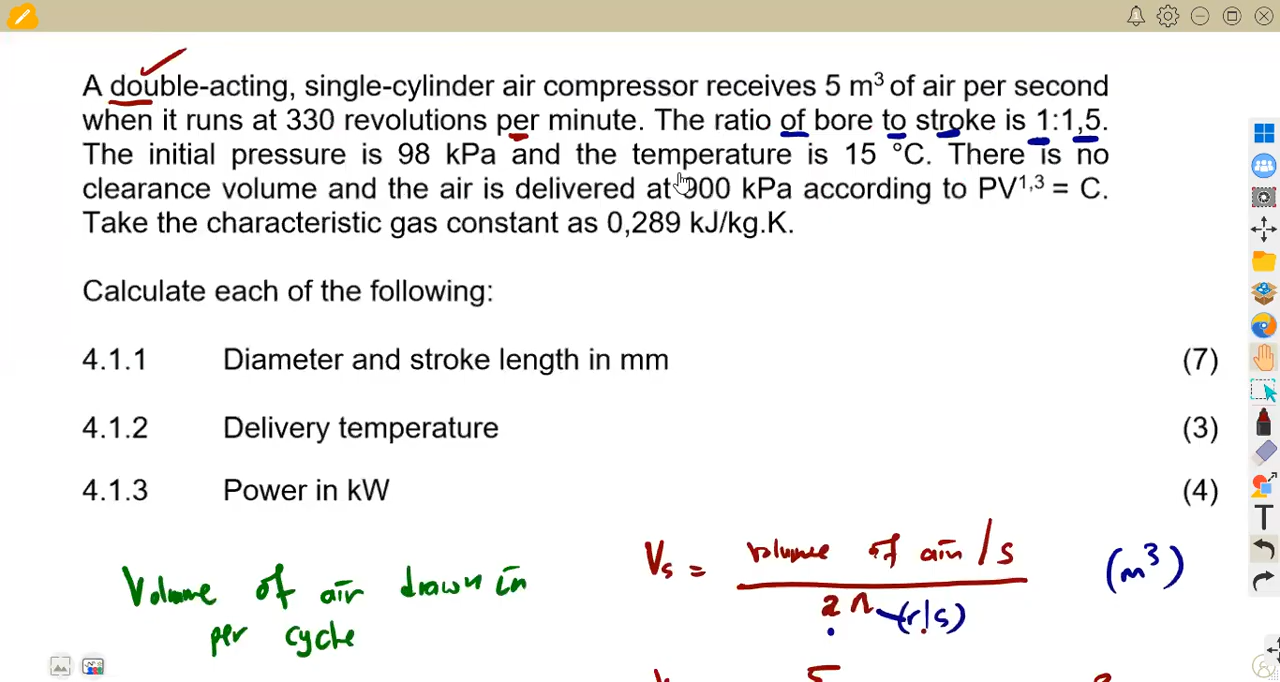 A double-acting, single-cylinder air compressor receives 5 m³ of air per second
when it runs at 330 revolutions per minute. The ratio of bore to stroke is 1:1,5.
The initial pressure is 98 kPa and the temperature is 15 °C. There is no
clearance volume and the air is delivered at 900 kPa according to PV¹,³ = C.
Take the characteristic gas constant as 0,289 kJ/kg.K.
Calculate each of the following:
4.1.1 Diameter and stroke length in mm (7)
4.1.2 Delivery temperature (3)
4.1.3 Power in kW (4)
Volume of air drawn in
per cycle
Vs = volume of air/s (m³)
2 n (r/s)
5
T